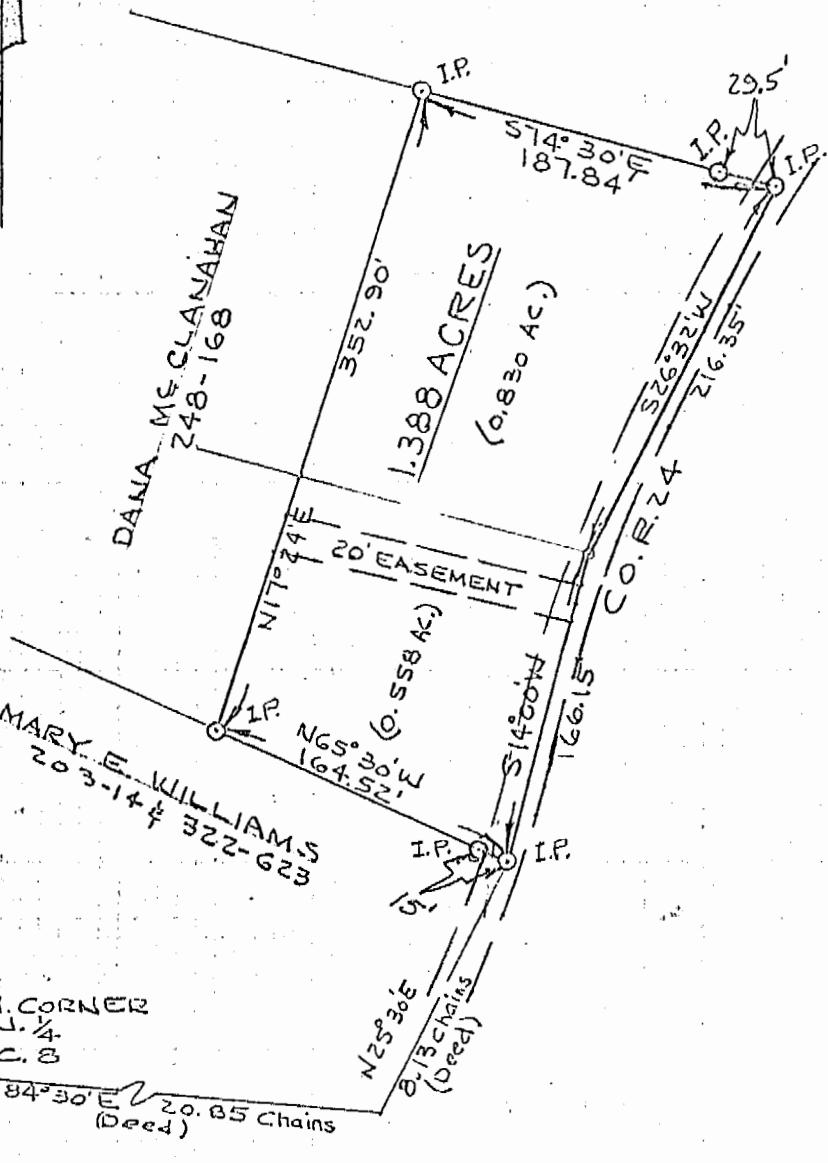 I.P.
29.5'
S74°30'E
187.84'
I.P.
I.P.
DANA McCLANAHAN
248-168
352.90'
N17°24'E
1.388 ACRES
(0.830 AC.)
S26°32'W
216.35'
CO. R. 24
20' EASEMENT
(0.558 AC.)
S14°00'W
166.15
I.P.
N65°30'W
164.52'
MARY E. WILLIAMS
203-14 & 322-623
I.P.
I.P.
15'
N25°30'E
8.13 Chains
(Deed)
CORNER
1/4
C. 8
84°30'E
20.85 Chains
(Deed)